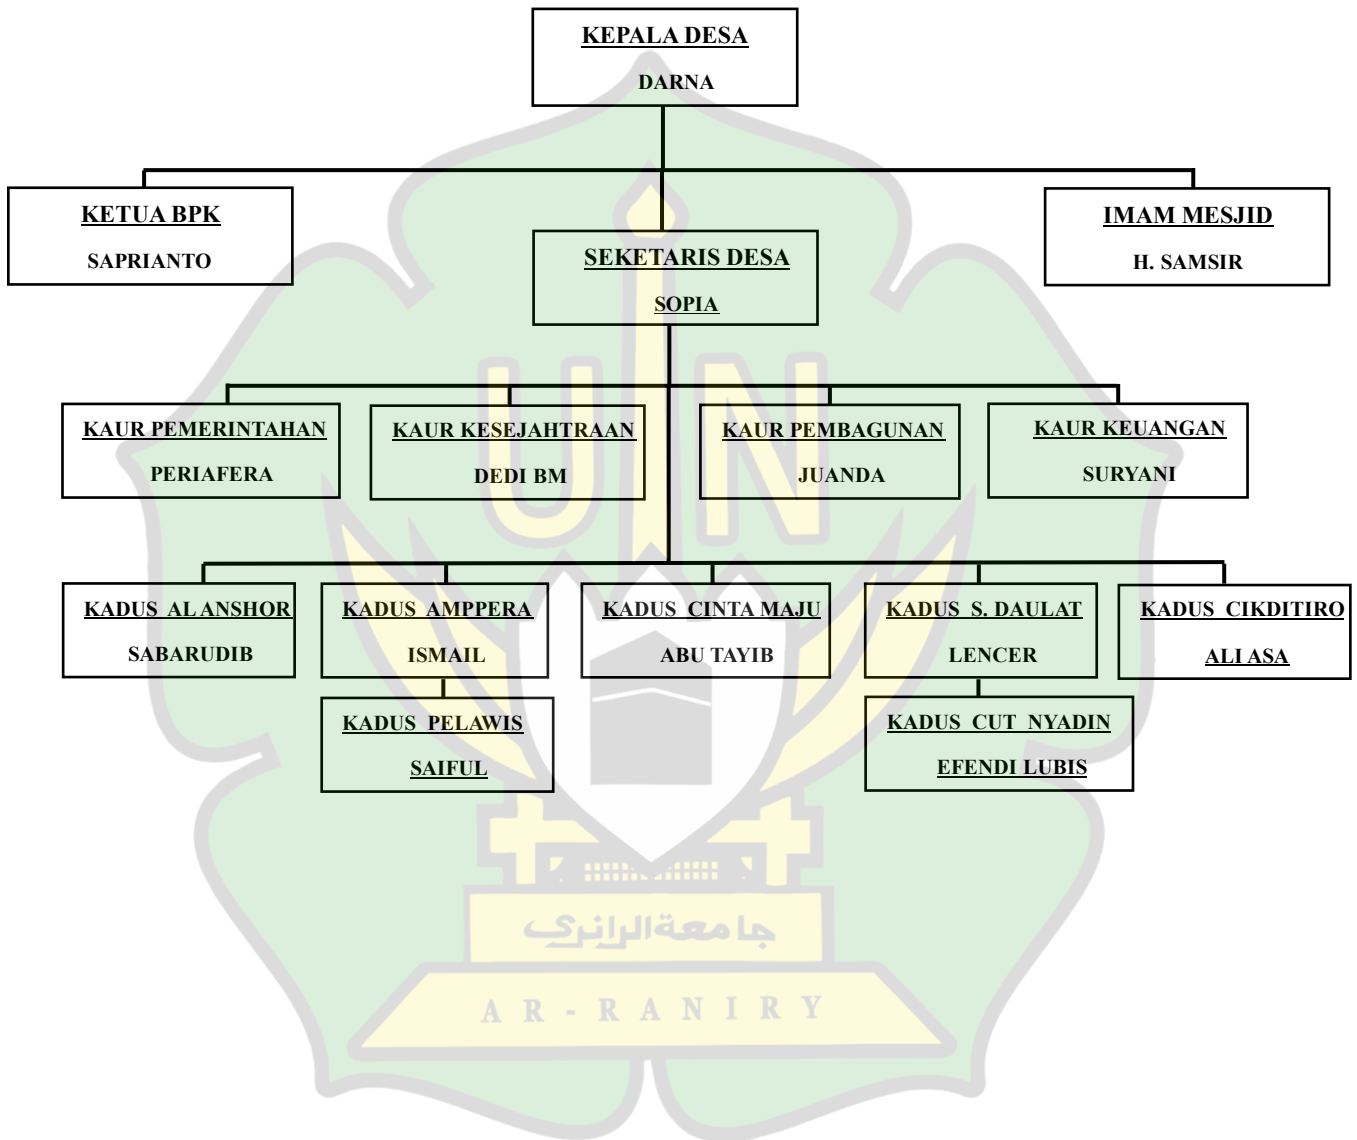 KEPALA DESA
DARNA
KETUA BPK
SAPRIANTO
IMAM MESJID
H. SAMSIR
SEKETARIS DESA
SOPIA
KAUR PEMERINTAHAN
PERIAFERA
KAUR KESEJAHTRAAN
DEDI BM
KAUR PEMBAGUNAN
JUANDA
KAUR KEUANGAN
SURYANI
KADUS AL ANSHOR
SABARUDIB
KADUS AMPPERA
ISMAIL
KADUS CINTA MAJU
ABU TAYIB
KADUS S. DAULAT
LENCER
KADUS CIKDITIRO
ALI ASA
KADUS PELAWIS
SAIFUL
KADUS CUT NYADIN
EFENDI LUBIS
UIN
جامعة الرانري
AR-RANIRY